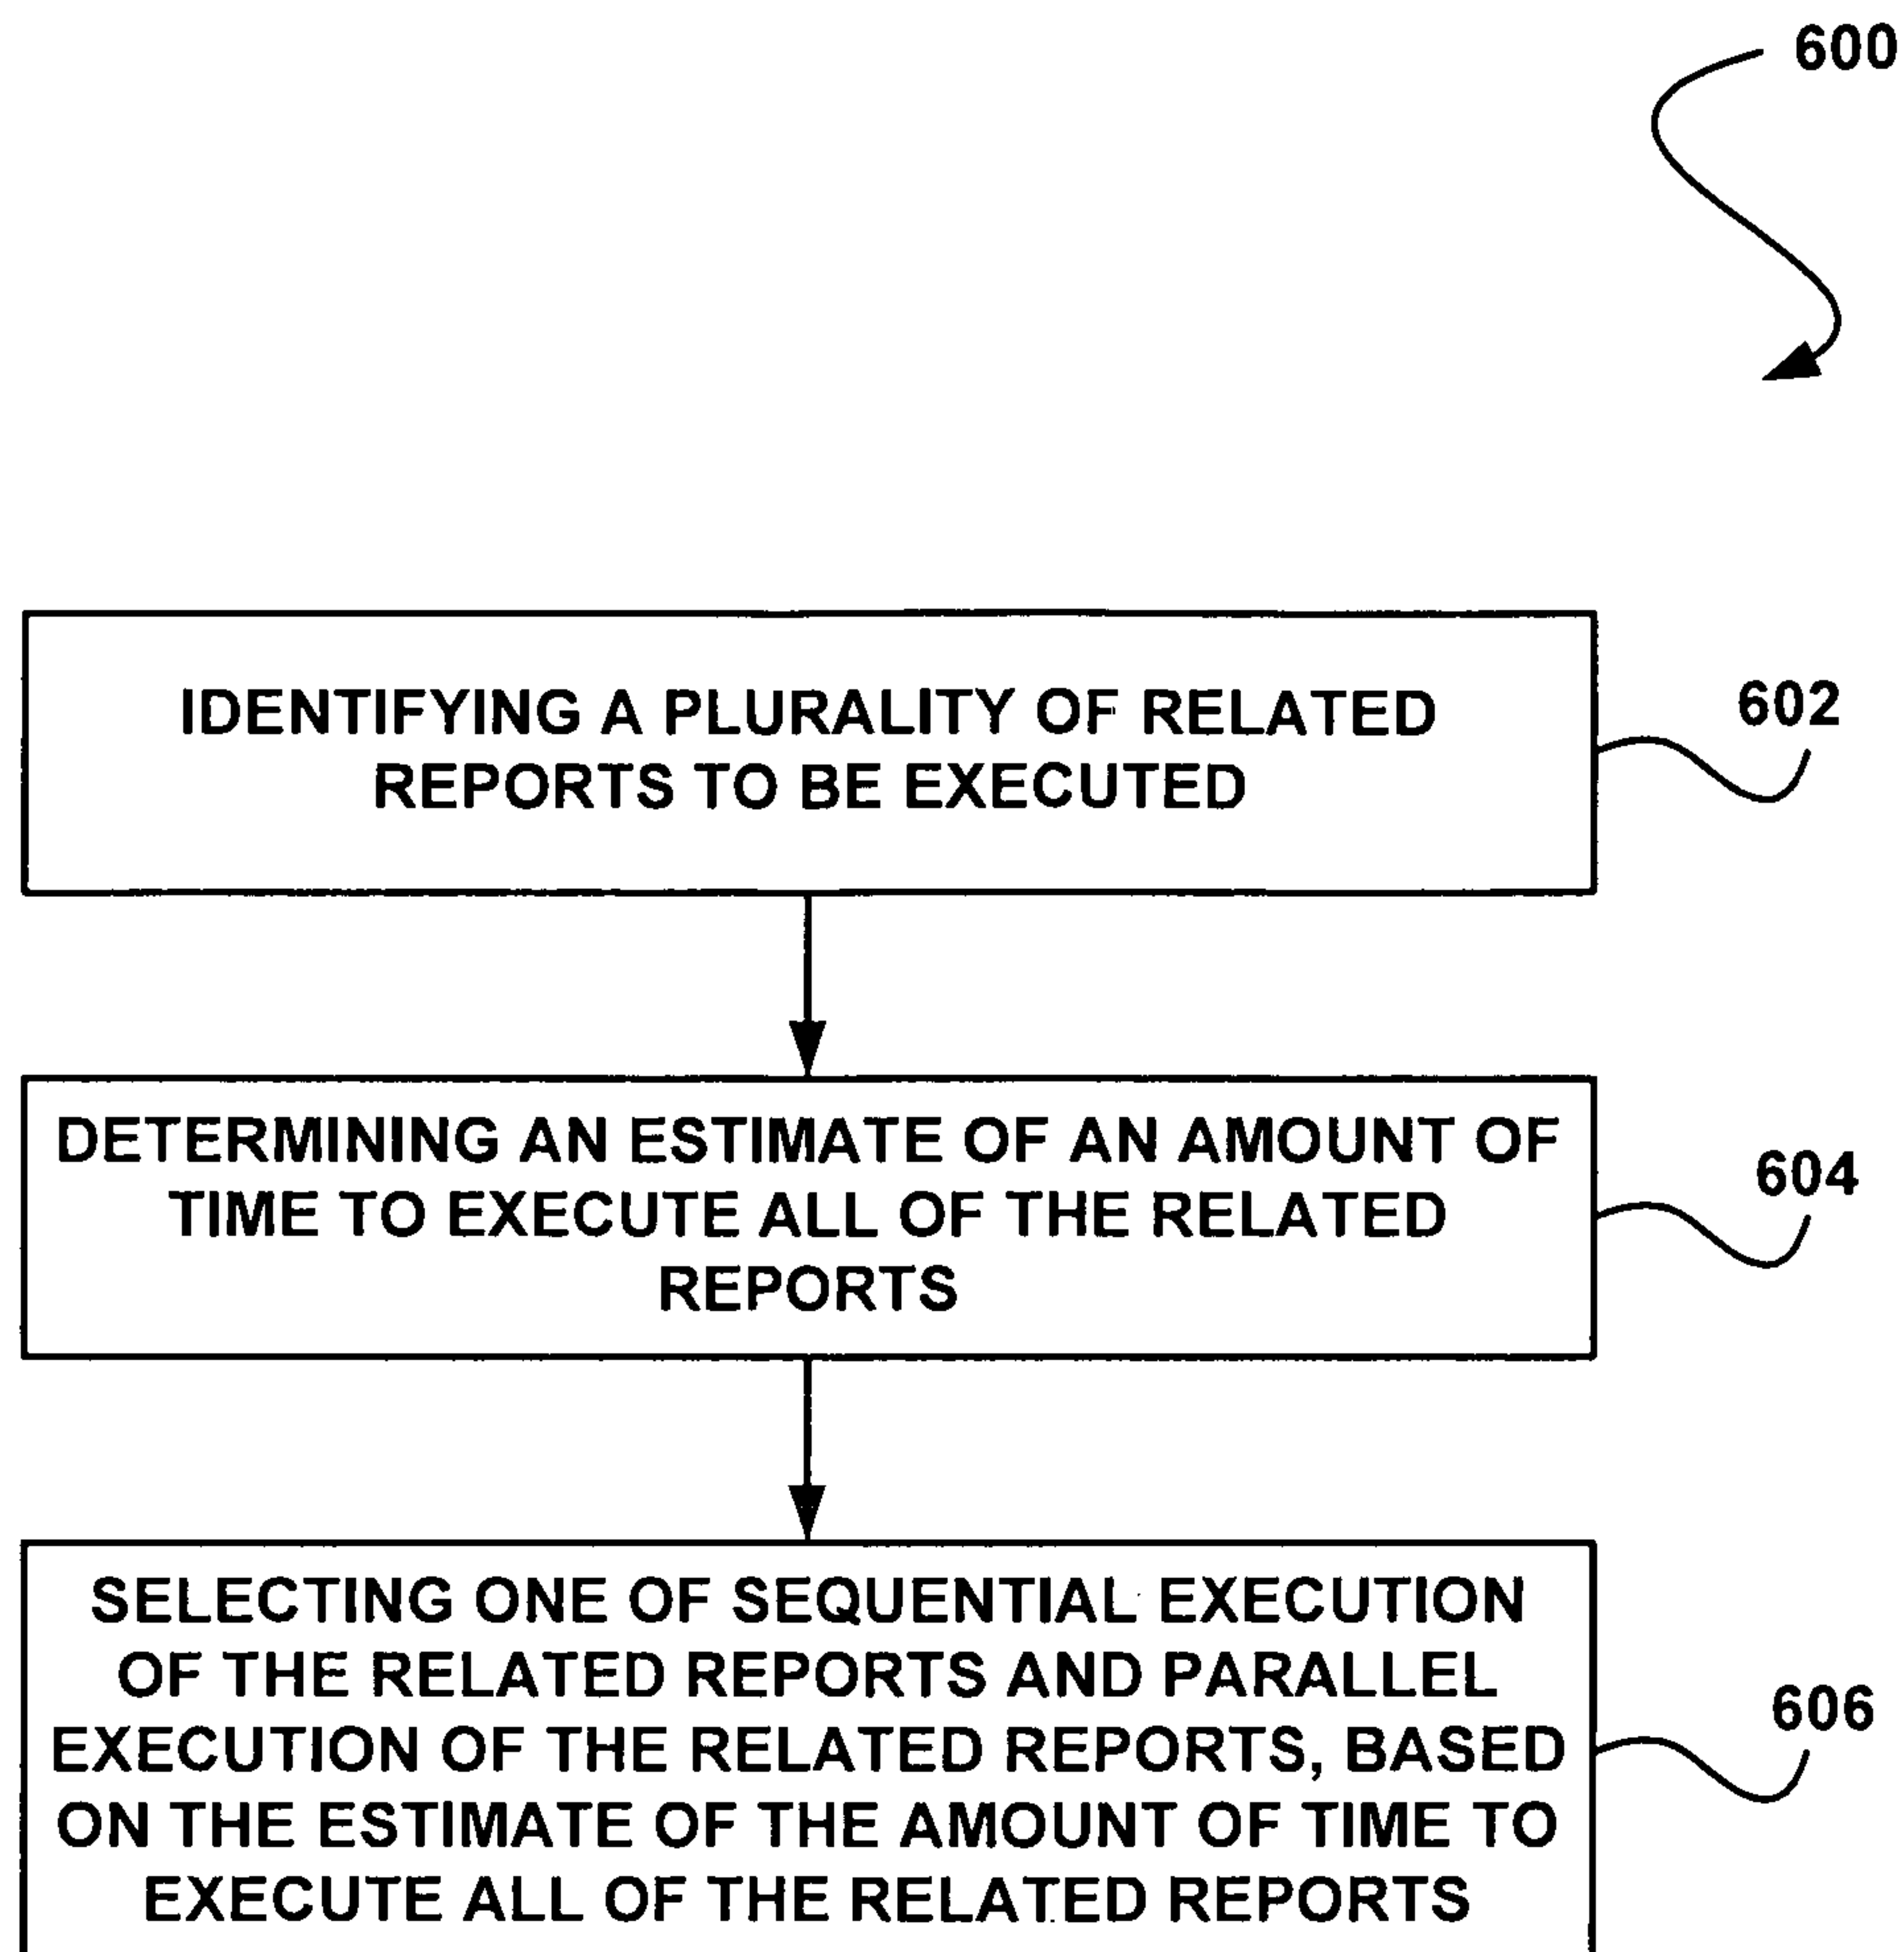 600
IDENTIFYING A PLURALITY OF RELATED
REPORTS TO BE EXECUTED
602
DETERMINING AN ESTIMATE OF AN AMOUNT OF
TIME TO EXECUTE ALL OF THE RELATED
REPORTS
604
SELECTING ONE OF SEQUENTIAL EXECUTION
OF THE RELATED REPORTS AND PARALLEL
EXECUTION OF THE RELATED REPORTS, BASED
ON THE ESTIMATE OF THE AMOUNT OF TIME TO
EXECUTE ALL OF THE RELATED REPORTS
606